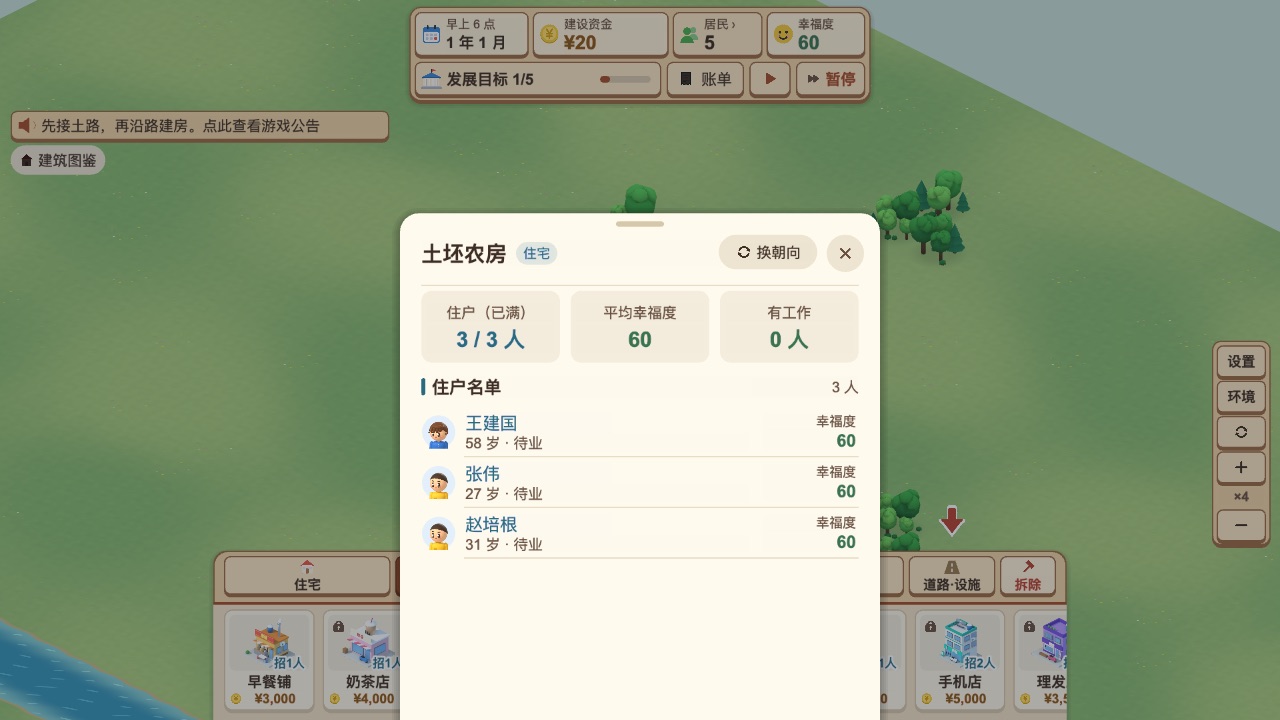 早上 6 点
1 年 1 月
建设资金
¥20
居民 ›
5
幸福度
60
发展目标 1/5
账单
暂停
先接土路，再沿路建房。点此查看游戏公告
建筑图鉴
土坯农房
住宅
换朝向
住户（已满）
3 / 3 人
平均幸福度
60
有工作
0 人
住户名单
3 人
王建国
58 岁 · 待业
幸福度
60
张伟
27 岁 · 待业
幸福度
60
赵培根
31 岁 · 待业
幸福度
60
设置
环境
×4
住宅
道路·设施
拆除
招1人
早餐铺
¥3,000
招1人
奶茶店
¥4,000
招2人
手机店
¥5,000